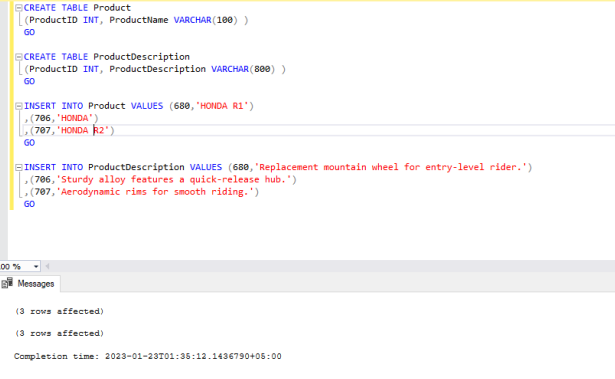 CREATE TABLE Product
(ProductID INT, ProductName VARCHAR(100) )
GO
CREATE TABLE ProductDescription
(ProductID INT, ProductDescription VARCHAR(800) )
GO
INSERT INTO Product VALUES (680,'HONDA R1')
,(706,'HONDA')
,(707,'HONDA R2')
GO
INSERT INTO ProductDescription VALUES (680,'Replacement mountain wheel for entry-level rider.')
,(706,'Sturdy alloy features a quick-release hub.')
,(707,'Aerodynamic rims for smooth riding.')
GO
00 %
Messages
(3 rows affected)
(3 rows affected)
Completion time: 2023-01-23T01:35:12.1436790+05:00